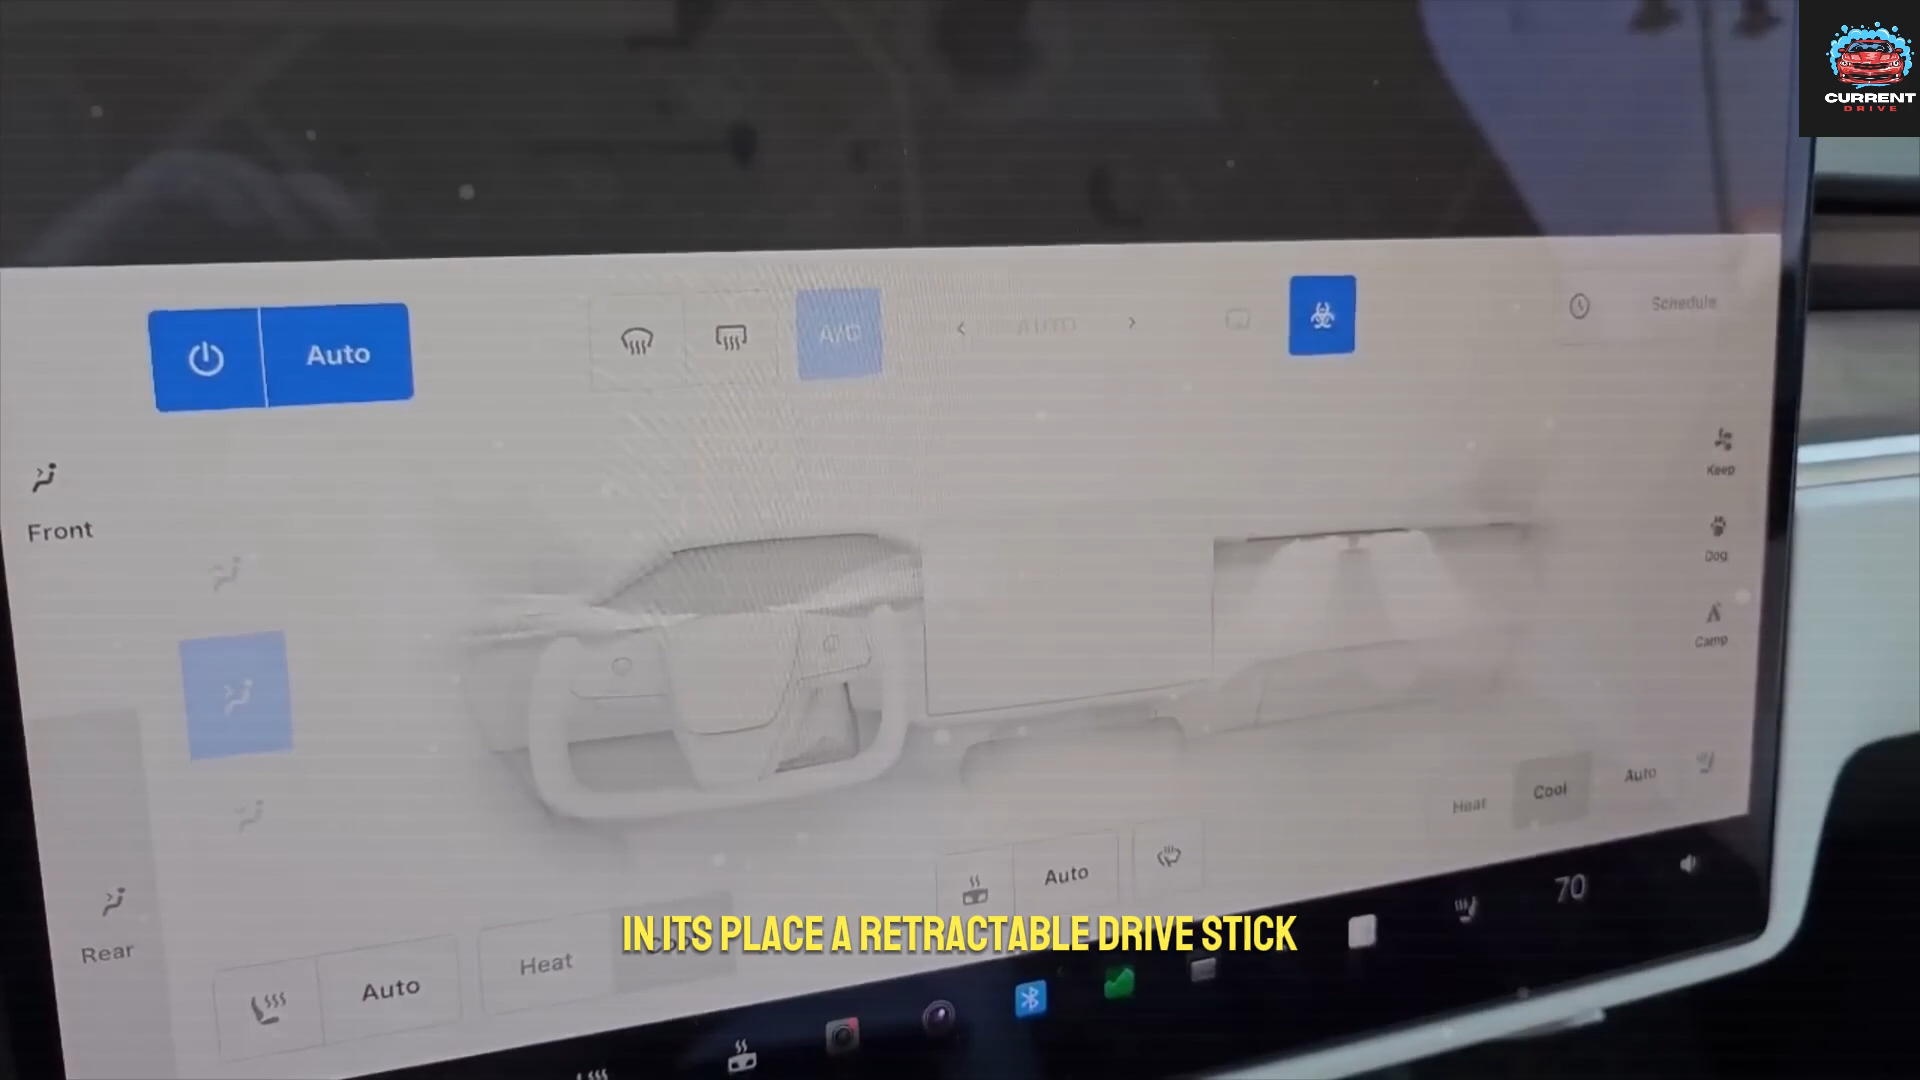 CURRENT
DRIVE
Auto
A/C
AUTO
Schedule
Front
Keep
Dog
Camp
Heat
Cool
Auto
Auto
70
Rear
Auto
Heat
IN ITS PLACE A RETRACTABLE DRIVE STICK